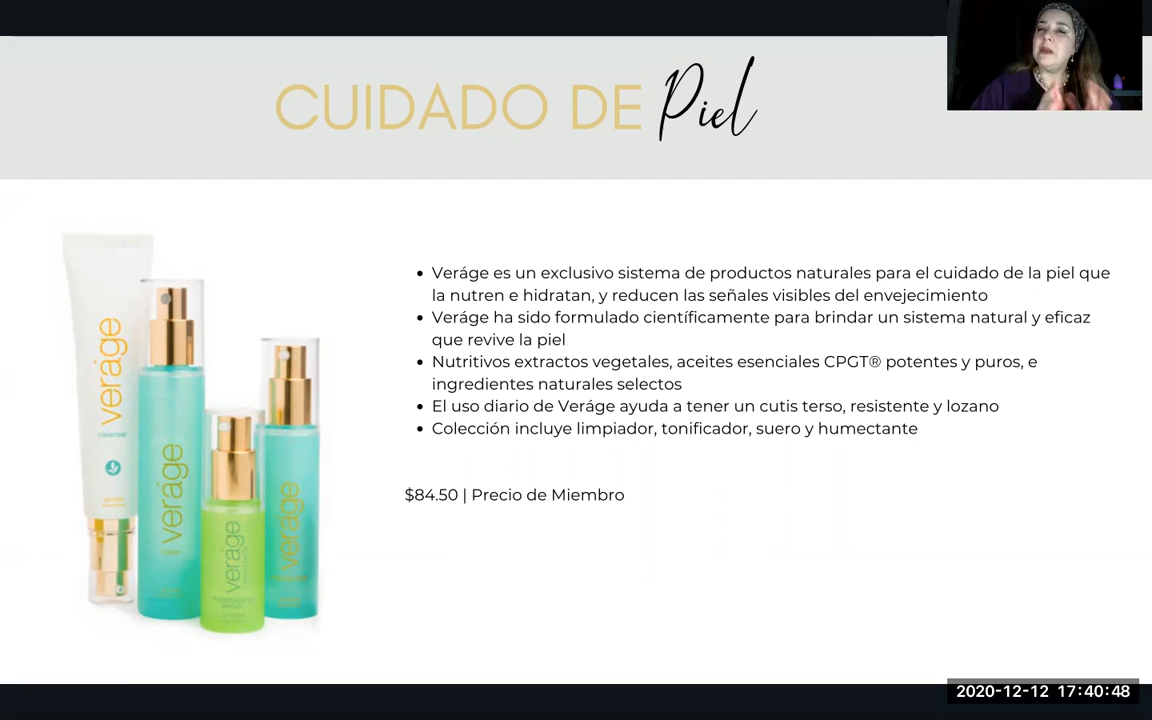 CUIDADO DE Piel
Veráge es un exclusivo sistema de productos naturales para el cuidado de la piel que
la nutren e hidratan, y reducen las señales visibles del envejecimiento
Veráge ha sido formulado científicamente para brindar un sistema natural y eficaz
que revive la piel
Nutritivos extractos vegetales, aceites esenciales CPGT® potentes y puros, e
ingredientes naturales selectos
El uso diario de Veráge ayuda a tener un cutis terso, resistente y lozano
Colección incluye limpiador, tonificador, suero y humectante
$84.50 | Precio de Miembro
veráge
cleanser
veráge
toner
veráge
veráge
2020-12-12 17:40:48